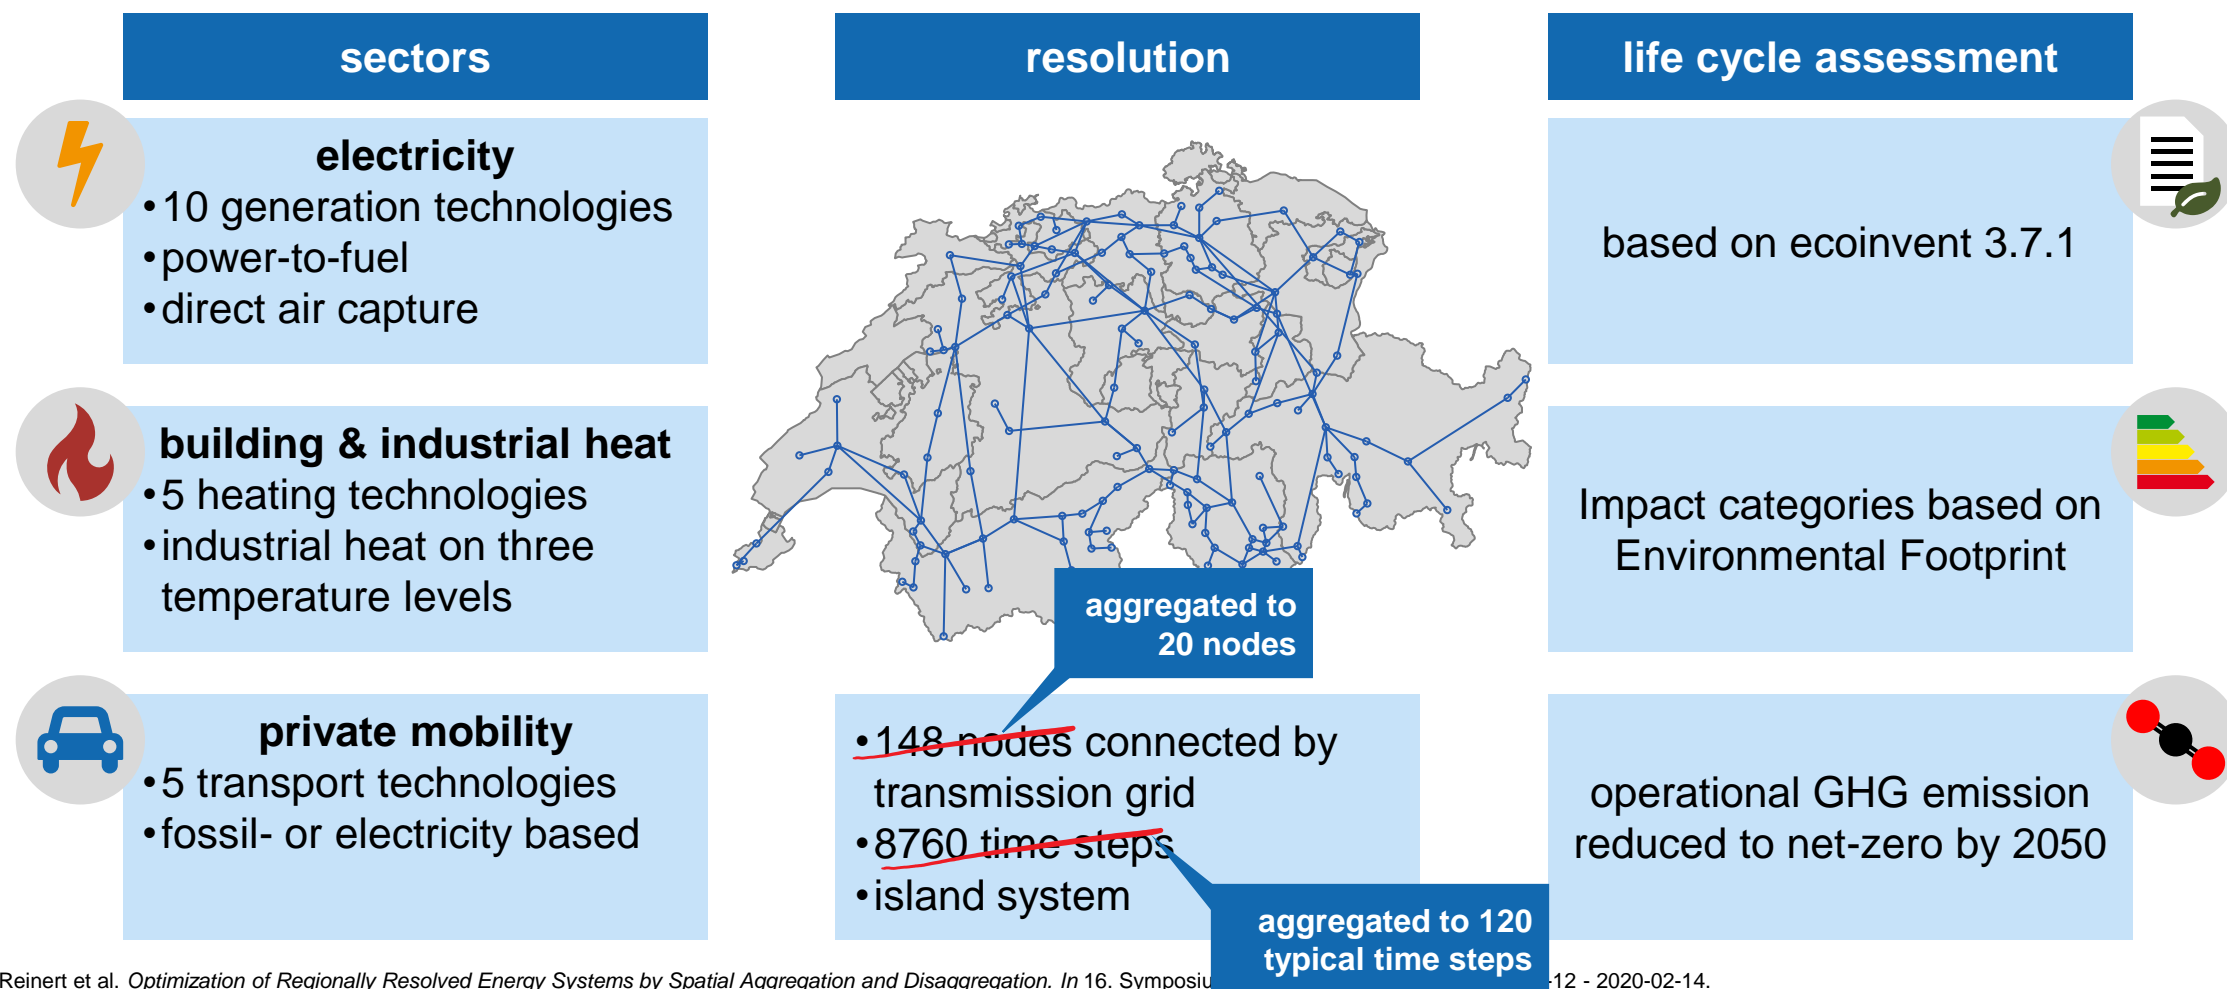 sectors
electricity
•10 generation technologies
•power-to-fuel
•direct air capture
building & industrial heat
•5 heating technologies
•industrial heat on three
temperature levels
private mobility
•5 transport technologies
•fossil- or electricity based
resolution
aggregated to
20 nodes
•148 nodes connected by
transmission grid
•8760 time steps
•island system
aggregated to 120
typical time steps
life cycle assessment
based on ecoinvent 3.7.1
Impact categories based on
Environmental Footprint
operational GHG emission
reduced to net-zero by 2050
Reinert et al. Optimization of Regionally Resolved Energy Systems by Spatial Aggregation and Disaggregation. In 16. -12 - 2020-02-14.